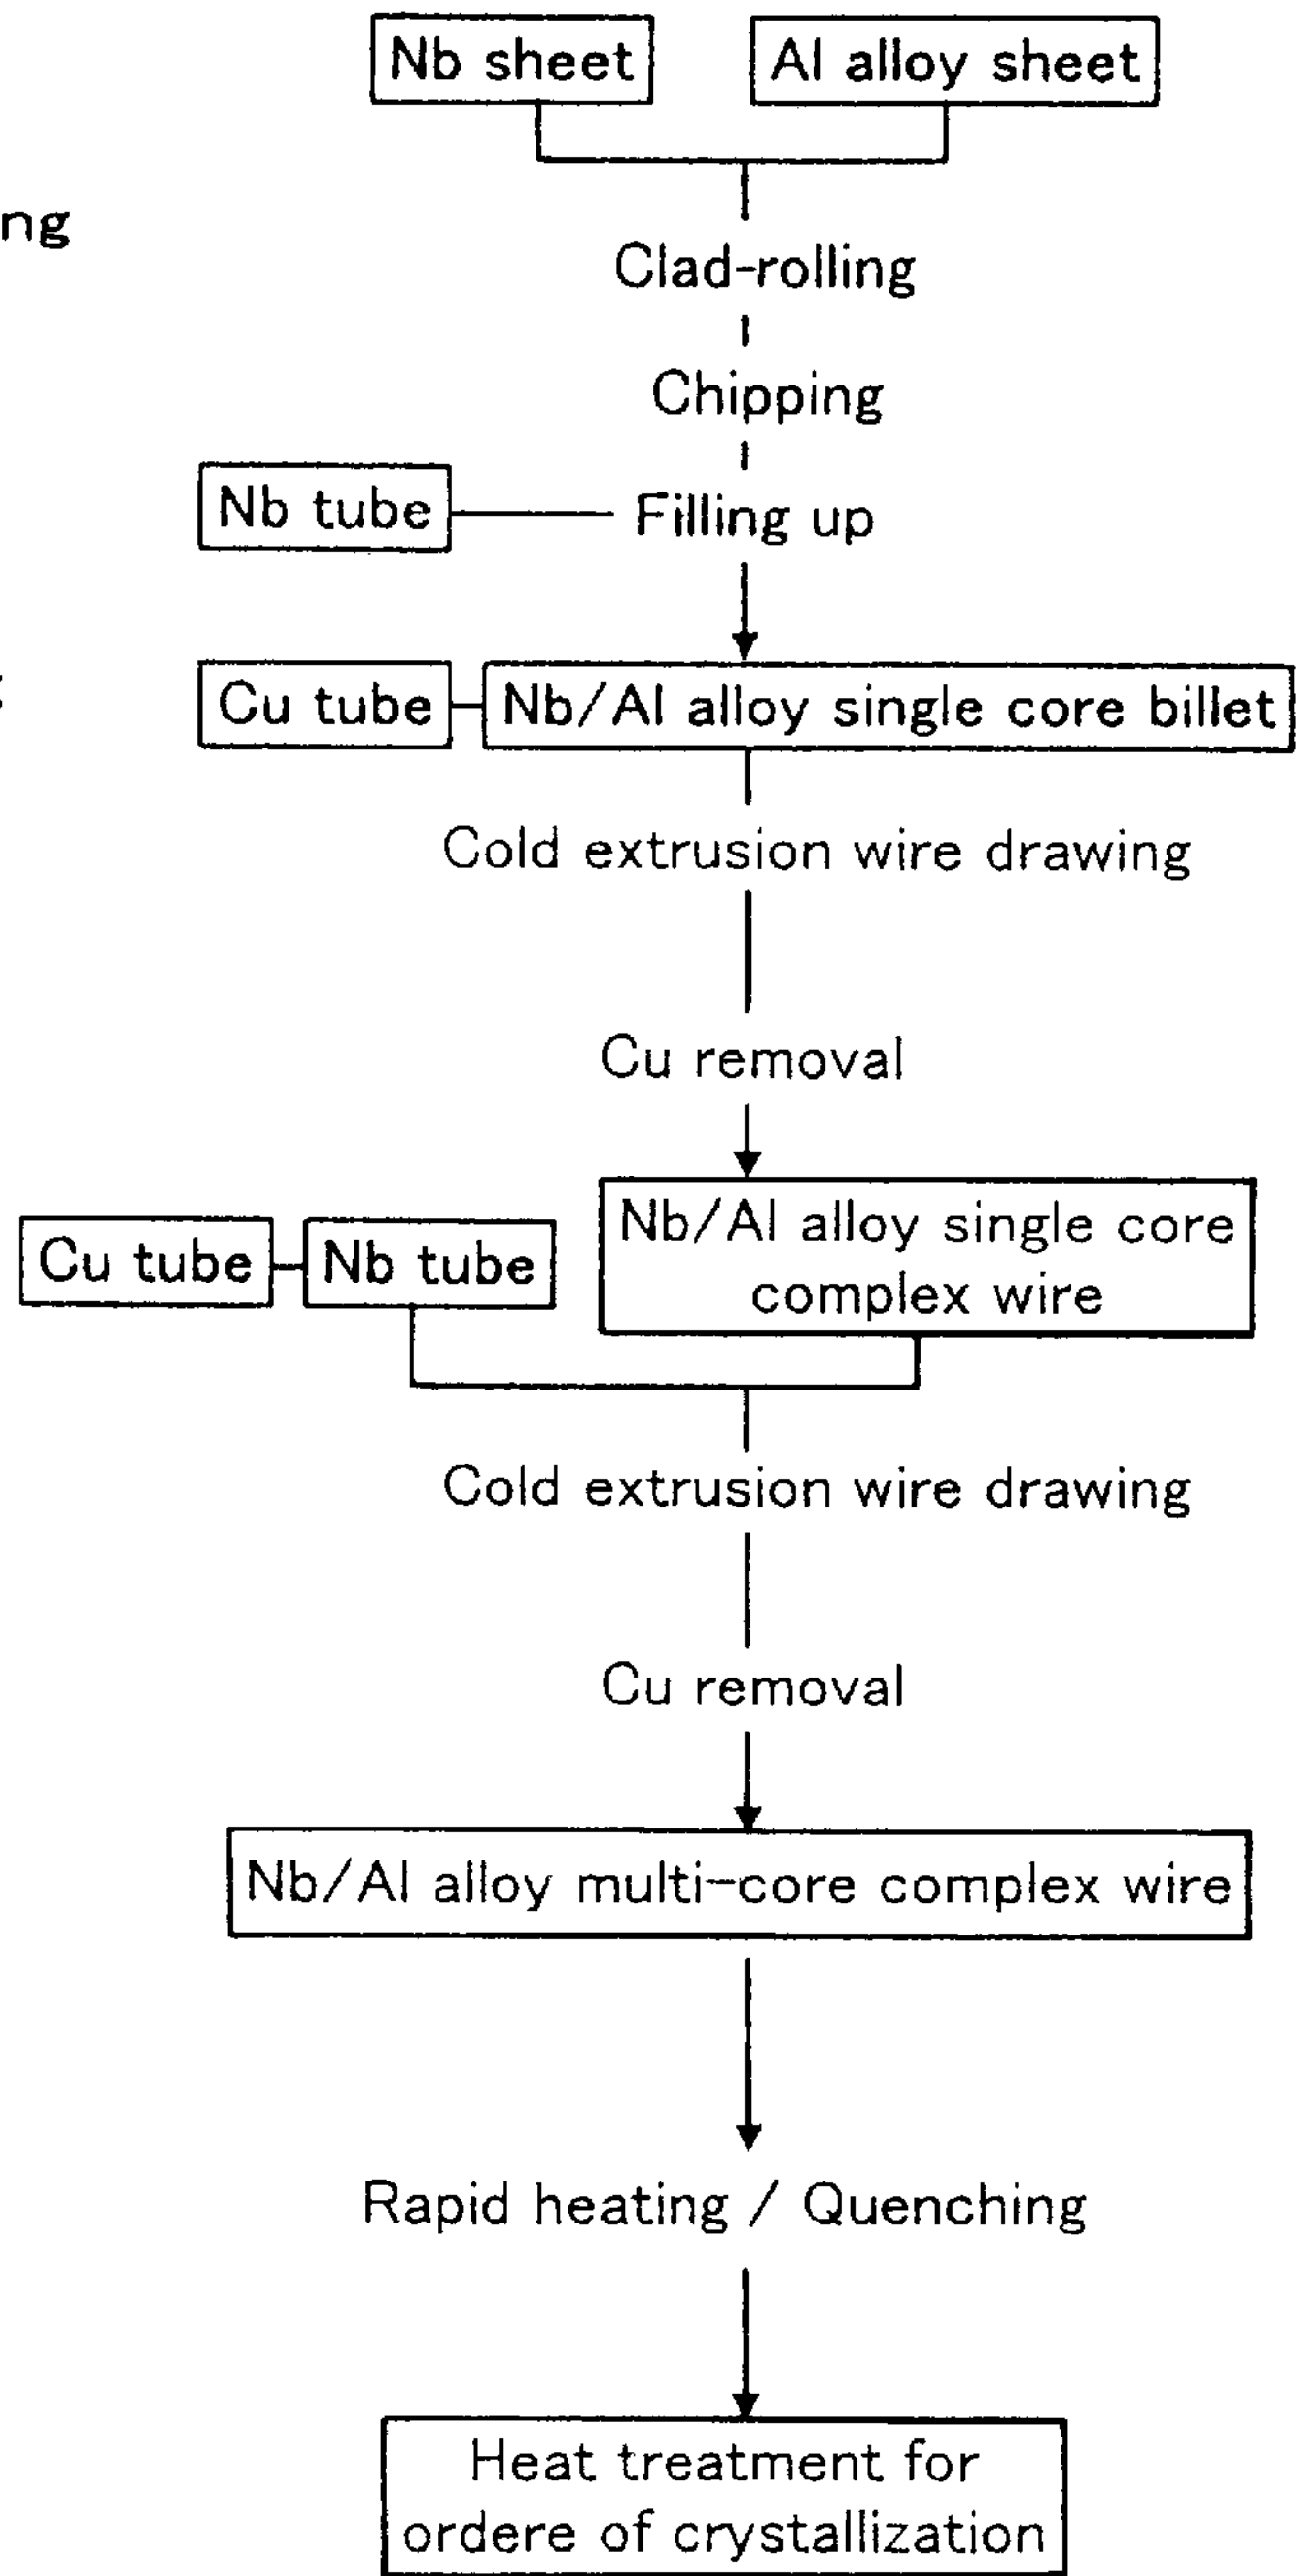 Nb sheet
Al alloy sheet
ng
Clad-rolling
Chipping
Nb tube
Filling up
Cu tube
Nb/Al alloy single core billet
Cold extrusion wire drawing
Cu removal
Cu tube
Nb tube
Nb/Al alloy single core
complex wire
Cold extrusion wire drawing
Cu removal
Nb/Al alloy multi-core complex wire
Rapid heating / Quenching
Heat treatment for
ordere of crystallization